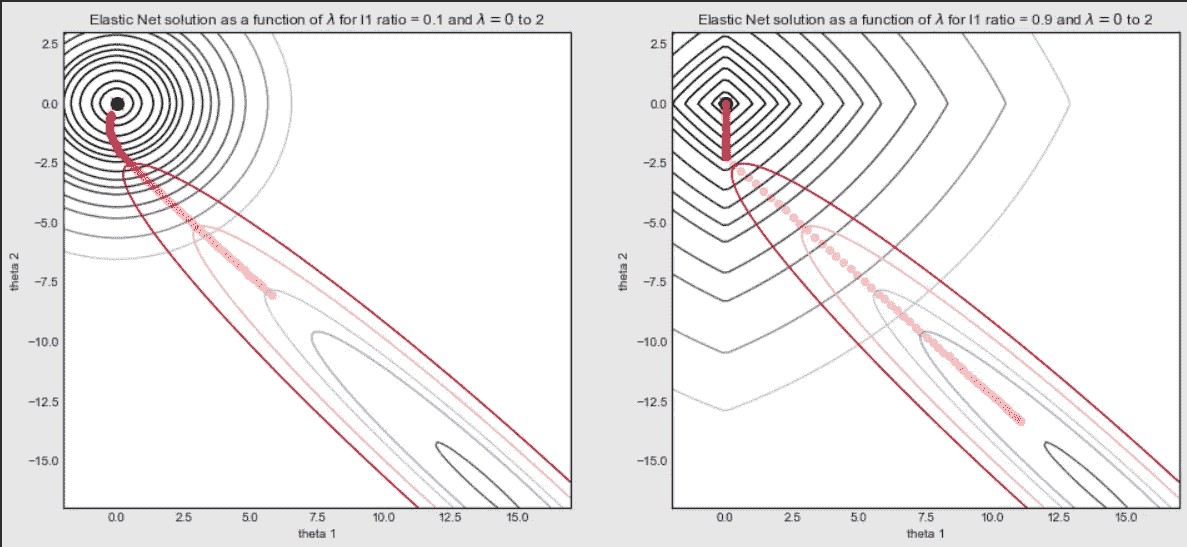 Elastic Net solution as a function of λ for l1 ratio = 0.1 and λ = 0 to 2
2.5
0.0
−2.5
−5.0
−7.5
−10.0
−12.5
−15.0
theta 2
0.0 2.5 5.0 7.5 10.0 12.5 15.0
theta 1
Elastic Net solution as a function of λ for l1 ratio = 0.9 and λ = 0 to 2
2.5
0.0
−2.5
−5.0
−7.5
−10.0
−12.5
−15.0
theta 2
0.0 2.5 5.0 7.5 10.0 12.5 15.0
theta 1